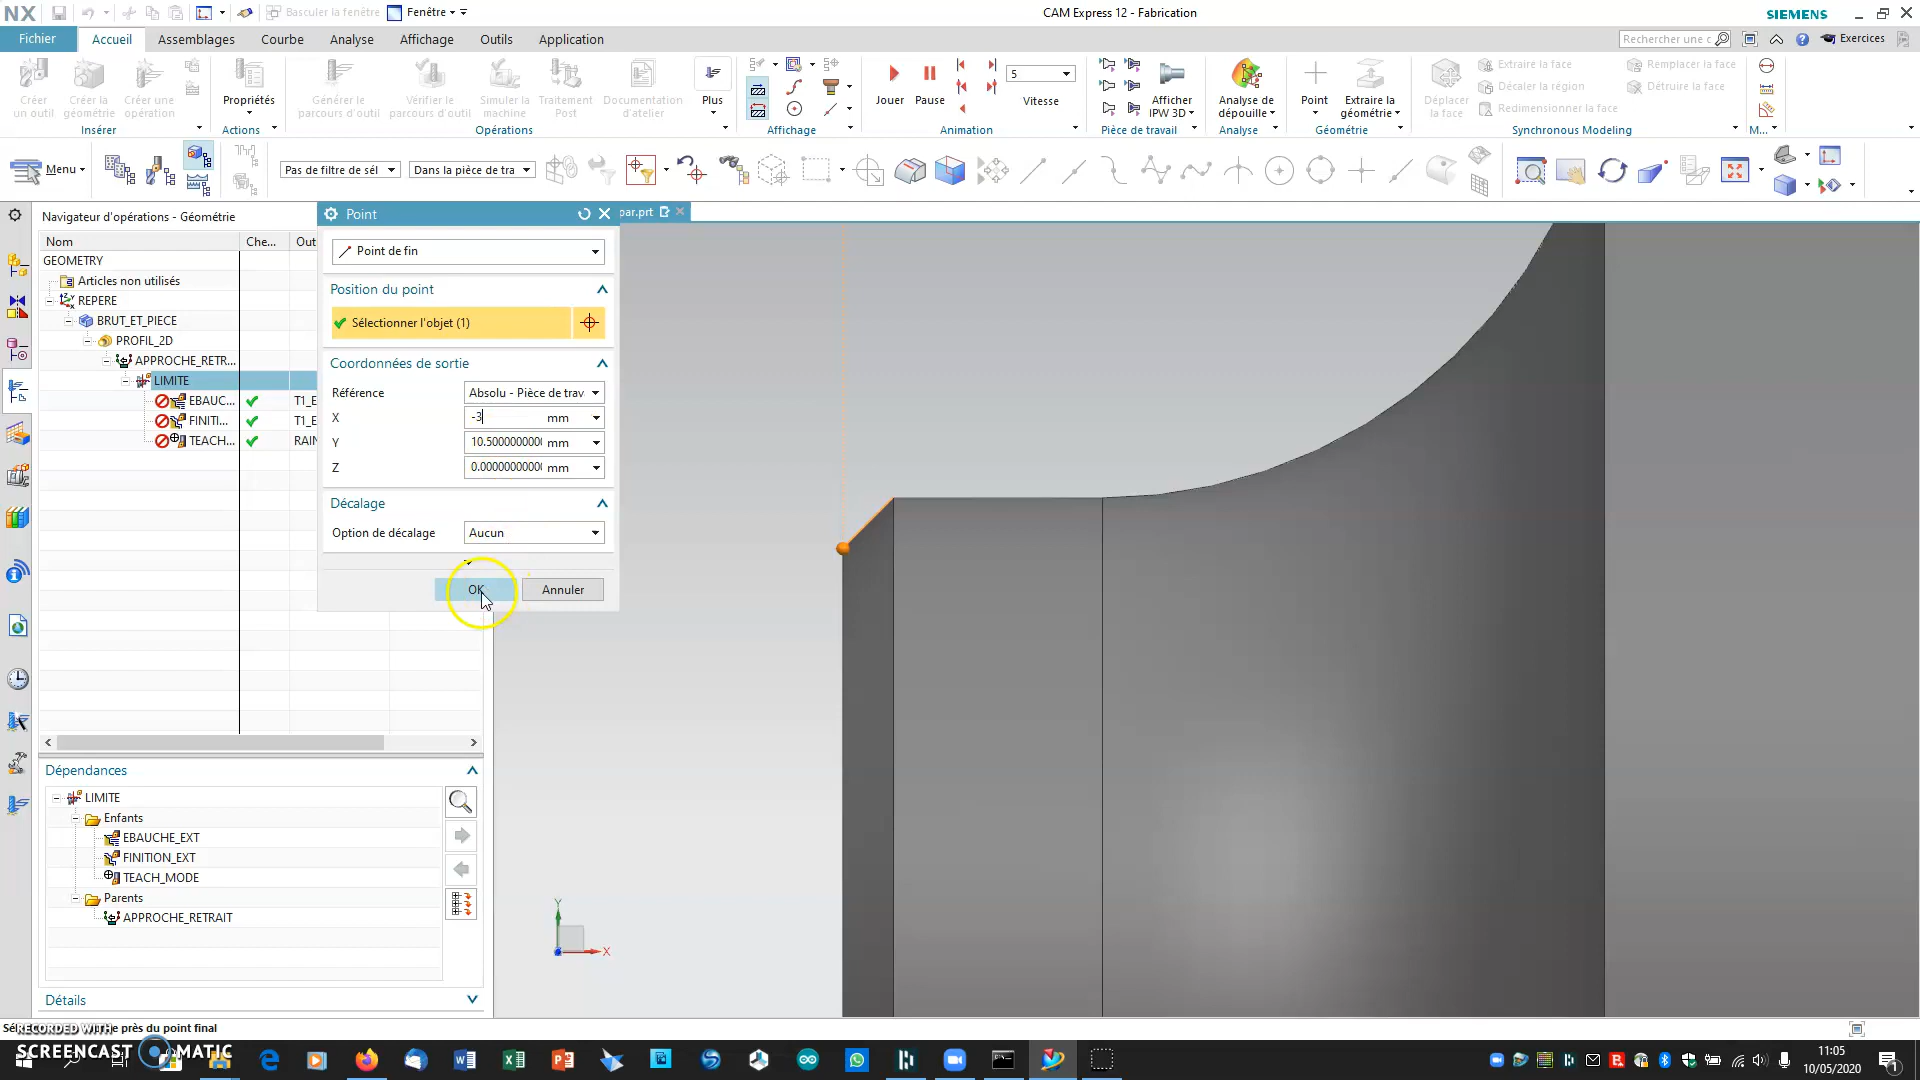 NX
Basculer la fenêtre
Fenêtre
CAM Express 12 - Fabrication
SIEMENS
Fichier
Accueil
Assemblages
Courbe
Analyse
Affichage
Outils
Application
Rechercher une c
Exercices
Créer un outil
Créer la géométrie
Créer une opération
Propriétés
Générer le parcours d'outil
Vérifier le parcours d'outil
Simuler la machine
Traitement Post
Documentation d'atelier
Plus
Jouer
Pause
5
Vitesse
Afficher IPW 3D
Analyse de dépouille
Point
Extraire la géométrie
Déplacer la face
Extraire la face
Décaler la région
Redimensionner la face
Remplacer la face
Détruire la face
Insérer
Actions
Opérations
Affichage
Animation
Pièce de travail
Analyse
Géométrie
Synchronous Modeling
M...
Menu
Pas de filtre de sél
Dans la pièce de tra
Navigateur d'opérations - Géométrie
Nom
Che...
Out
GEOMETRY
Articles non utilisés
REPERE
BRUT_ET_PIECE
PROFIL_2D
APPROCHE_RETR...
LIMITE
EBAUC...
T1_E
FINITI...
T1_E
TEACH...
RAIN
Point
par.prt
Point de fin
Position du point
Sélectionner l'objet (1)
Coordonnées de sortie
Référence
Absolu - Pièce de trav
X
-3
mm
Y
10.5000000000
mm
Z
0.0000000000
mm
Décalage
Option de décalage
Aucun
OK
Annuler
Dépendances
LIMITE
Enfants
EBAUCHE_EXT
FINITION_EXT
TEACH_MODE
Parents
APPROCHE_RETRAIT
Détails
Y
X
près du point final
RECORDED WITH
SCREENCAST MATIC
11:05
10/05/2020
1